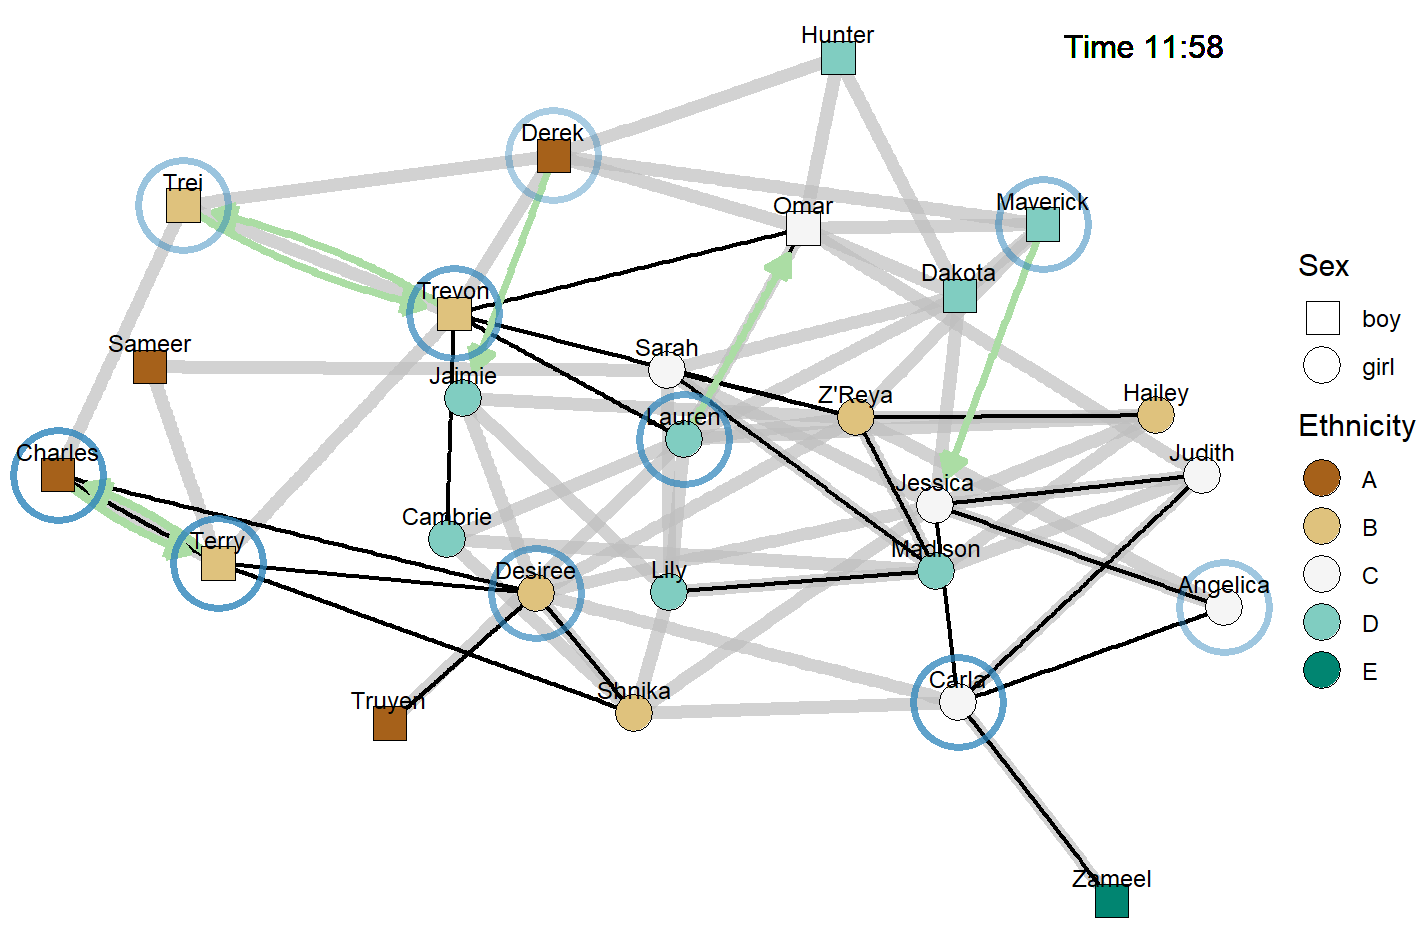 Hunter
Time 11:58
Derek
Trei
Maverick
Omar
Dakota
Trevon
Sameer
Sarah
Jaimie
Z'Reya
Hailey
Lauren
Charles
Judith
Jessica
Cambrie
Terry
Madison
Desiree
Lily
Angelica
Carla
Shnika
Truyen
Zameel
Sex
boy
girl
Ethnicity
A
B
C
D
E